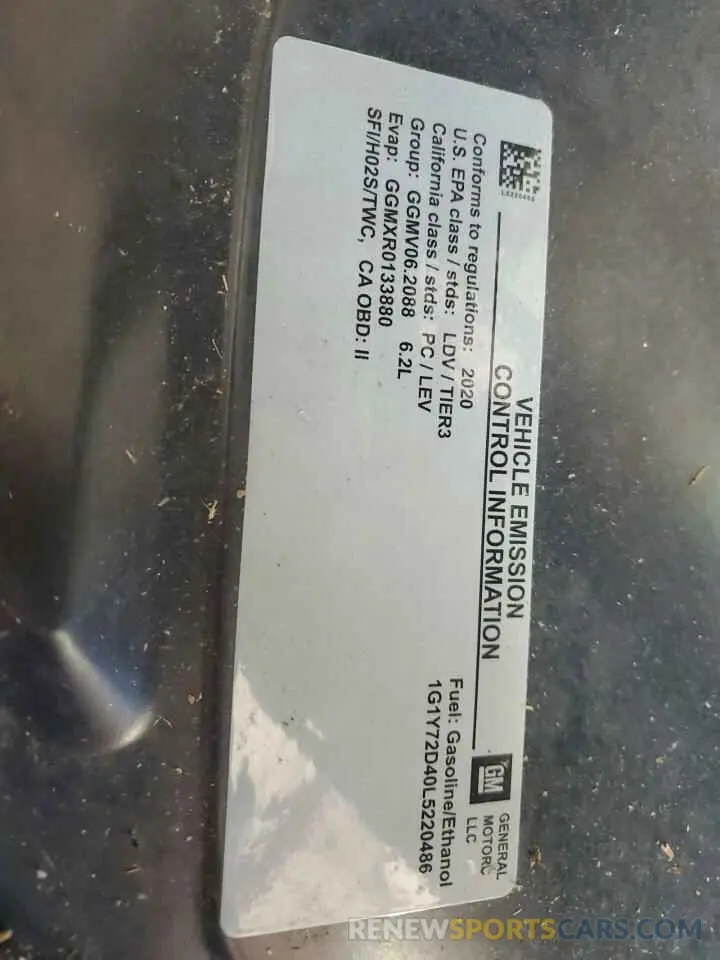 VEHICLE EMISSION
CONTROL INFORMATION
GM
GENERAL
MOTORC
LLC
Conforms to regulations: 2020
U.S. EPA class / stds: LDV / TIER3
California class / stds: PC / LEV
Group: GGMV06.2088 6.2L
Evap: GGMXR0133880
SFI/H02S/TWC, CA OBD: II
Fuel: Gasoline/Ethanol
1G1Y72D40L5220486
RENEWSPORTSCARS.COM